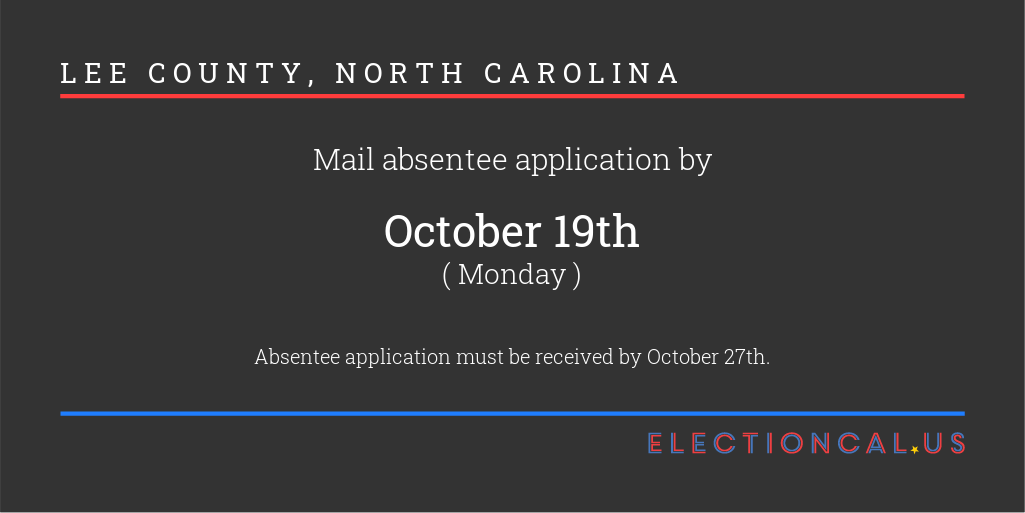 LEE COUNTY, NORTH CAROLINA
Mail absentee application by
October 19th
( Monday )
Absentee application must be received by October 27th.
ELECTIONCAL.US